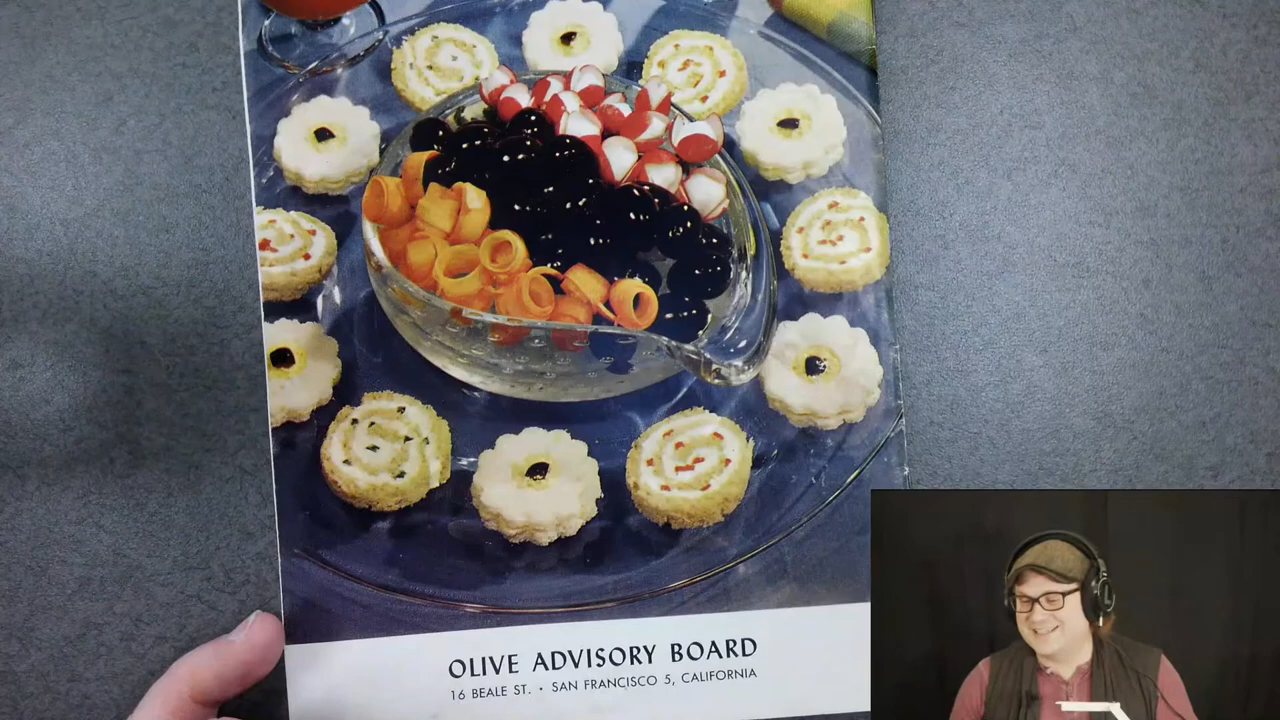 OLIVE ADVISORY BOARD
16 BEALE ST. • SAN FRANCISCO 5, CALIFORNIA